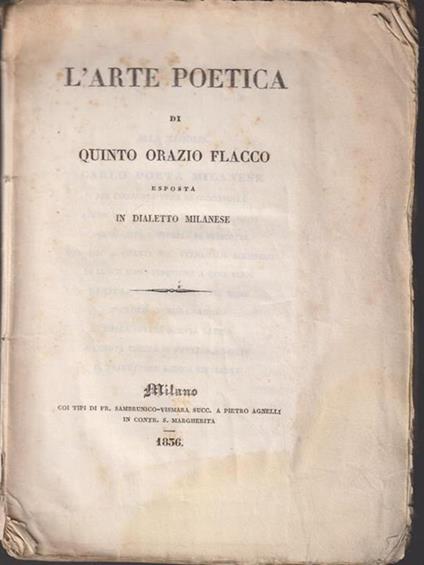 L'ARTE POETICA
DI
QUINTO ORAZIO FLACCO
ESPOSTA
IN DIALETTO MILANESE
Milano
COI TIPI DI FR. SAMBRUNICO-VISMARA SUCC. A PIETRO AGNELLI
IN CONTR. S. MARGHERITA
1836.